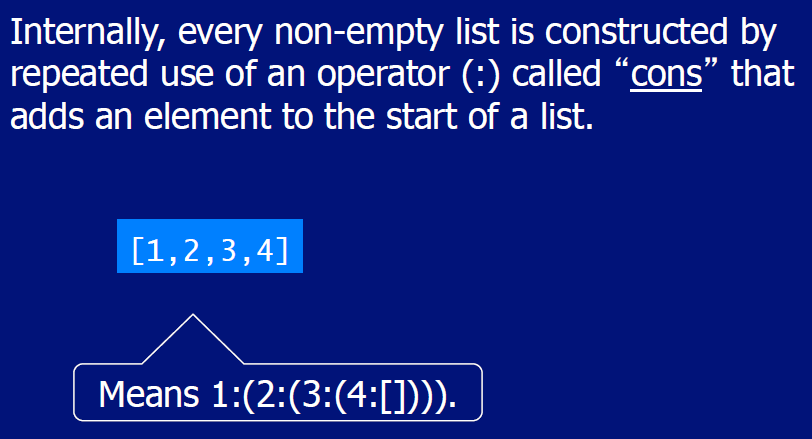 Internally, every non-empty list is constructed by
repeated use of an operator (:) called “cons” that
adds an element to the start of a list.
[1,2,3,4]
Means 1:(2:(3:(4:[]))).